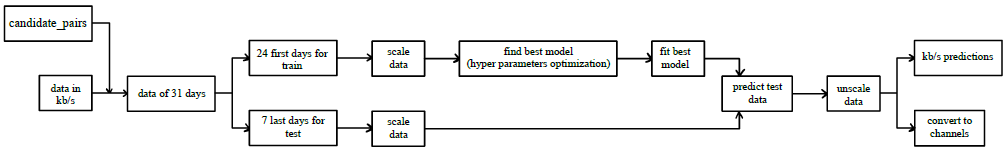 candidate_pairs
data in
kb/s
data of 31 days
24 first days for
train
scale
data
find best model
(hyper parameters optimization)
fit best
model
7 last days for
test
scale
data
predict test
data
unscale
data
kb/s predictions
convert to
channels